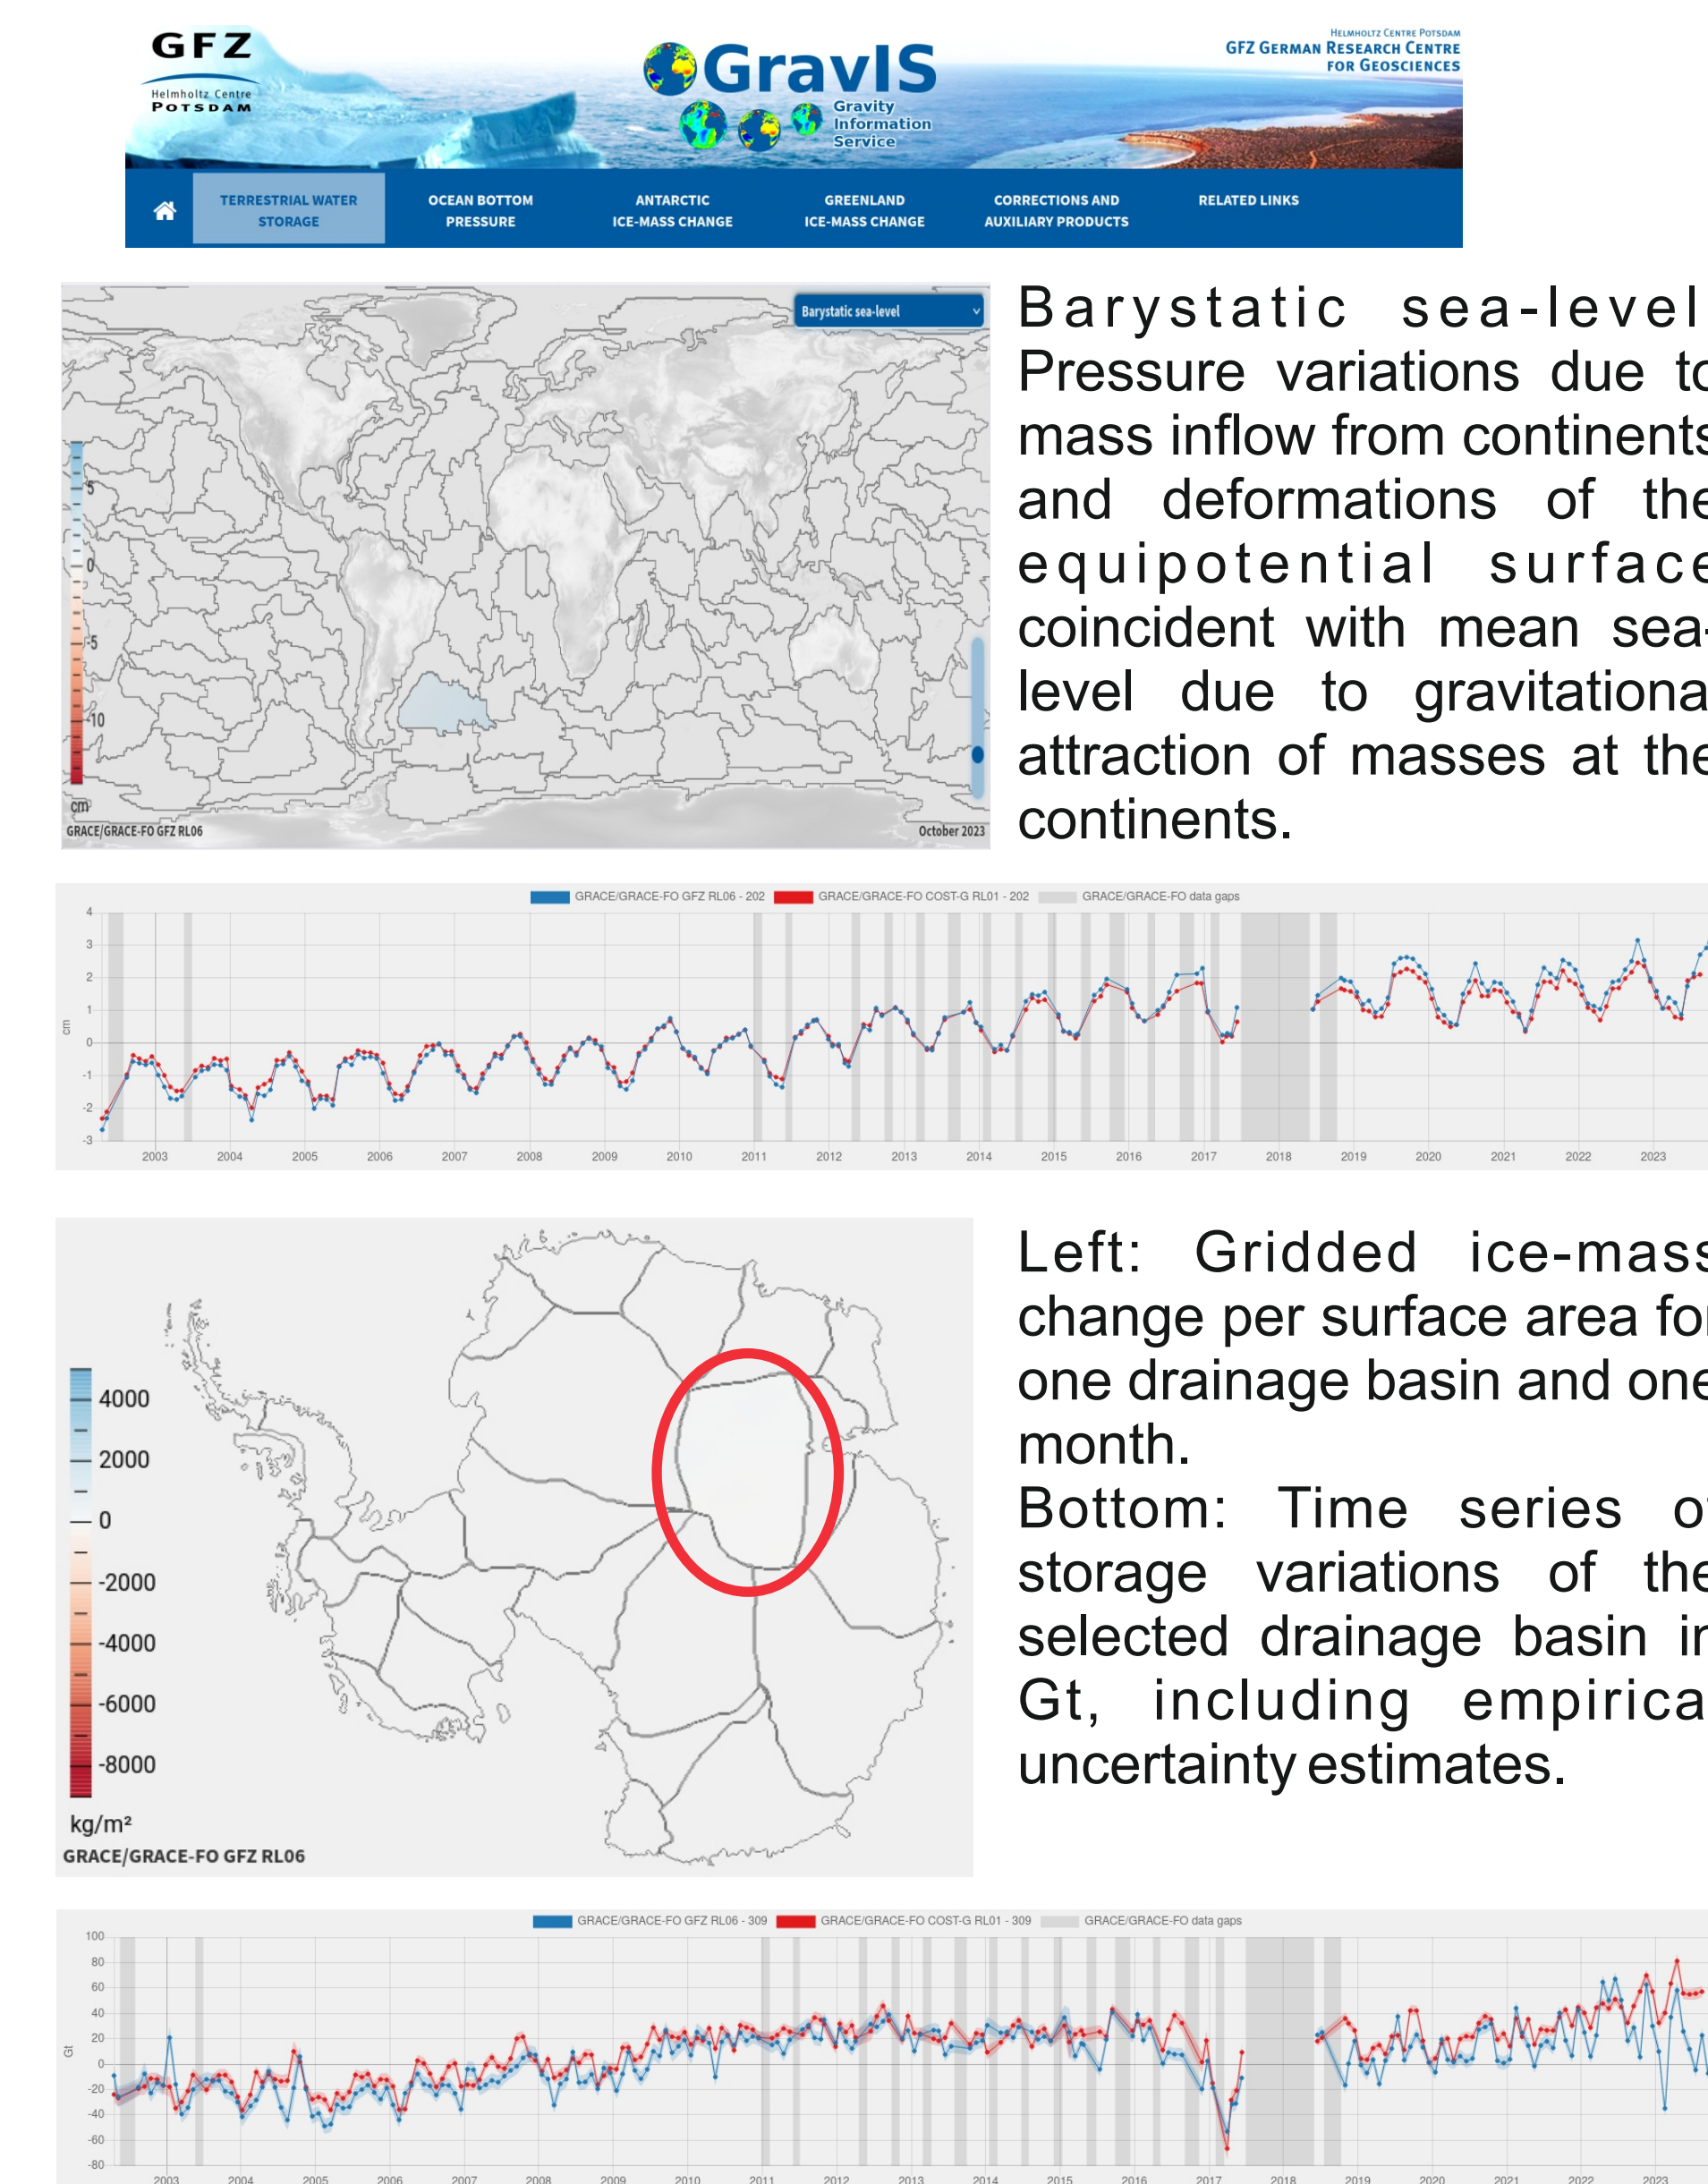 GFZ
Helmholtz Centre
POTSDAM
GravIS
Gravity
Information
Service
HELMHOLTZ CENTRE POTSDAM
GFZ GERMAN RESEARCH CENTRE
FOR GEOSCIENCES
TERRESTRIAL WATER
STORAGE
OCEAN BOTTOM
PRESSURE
ANTARCTIC
ICE-MASS CHANGE
GREENLAND
ICE-MASS CHANGE
CORRECTIONS AND
AUXILIARY PRODUCTS
RELATED LINKS
Barystatic sea-level
5
0
-5
-10
cm
GRACE/GRACE-FO GFZ RL06
October 2023
Barystatic sea-level
Pressure variations due to
mass inflow from continents
and deformations of the
equipotential surface
coincident with mean sea-
level due to gravitational
attraction of masses at the
continents.
GRACE/GRACE-FO GFZ RL06 - 202 GRACE/GRACE-FO COST-G RL01 - 202 GRACE/GRACE-FO data gaps
4
3
2
1
0
-1
-2
-3
cm
2003 2004 2005 2006 2007 2008 2009 2010 2011 2012 2013 2014 2015 2016 2017 2018 2019 2020 2021 2022 2023
4000
2000
0
-2000
-4000
-6000
-8000
kg/m²
GRACE/GRACE-FO GFZ RL06
Left: Gridded ice-mass
change per surface area for
one drainage basin and one
month.
Bottom: Time series of
storage variations of the
selected drainage basin in
Gt, including empirical
uncertainty estimates.
GRACE/GRACE-FO GFZ RL06 - 309 GRACE/GRACE-FO COST-G RL01 - 309 GRACE/GRACE-FO data gaps
100
80
60
40
20
0
-20
-40
-60
-80
Gt
2003 2004 2005 2006 2007 2008 2009 2010 2011 2012 2013 2014 2015 2016 2017 2018 2019 2020 2021 2022 2023